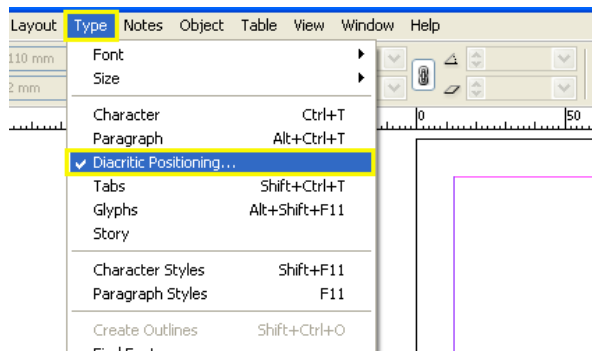 Layout Type Notes Object Table View Window Help
110 mm
2 mm
0 50
Font
Size
Character Ctrl+T
Paragraph Alt+Ctrl+T
Diacritic Positioning...
Tabs Shift+Ctrl+T
Glyphs Alt+Shift+F11
Story
Character Styles Shift+F11
Paragraph Styles F11
Create Outlines Shift+Ctrl+O